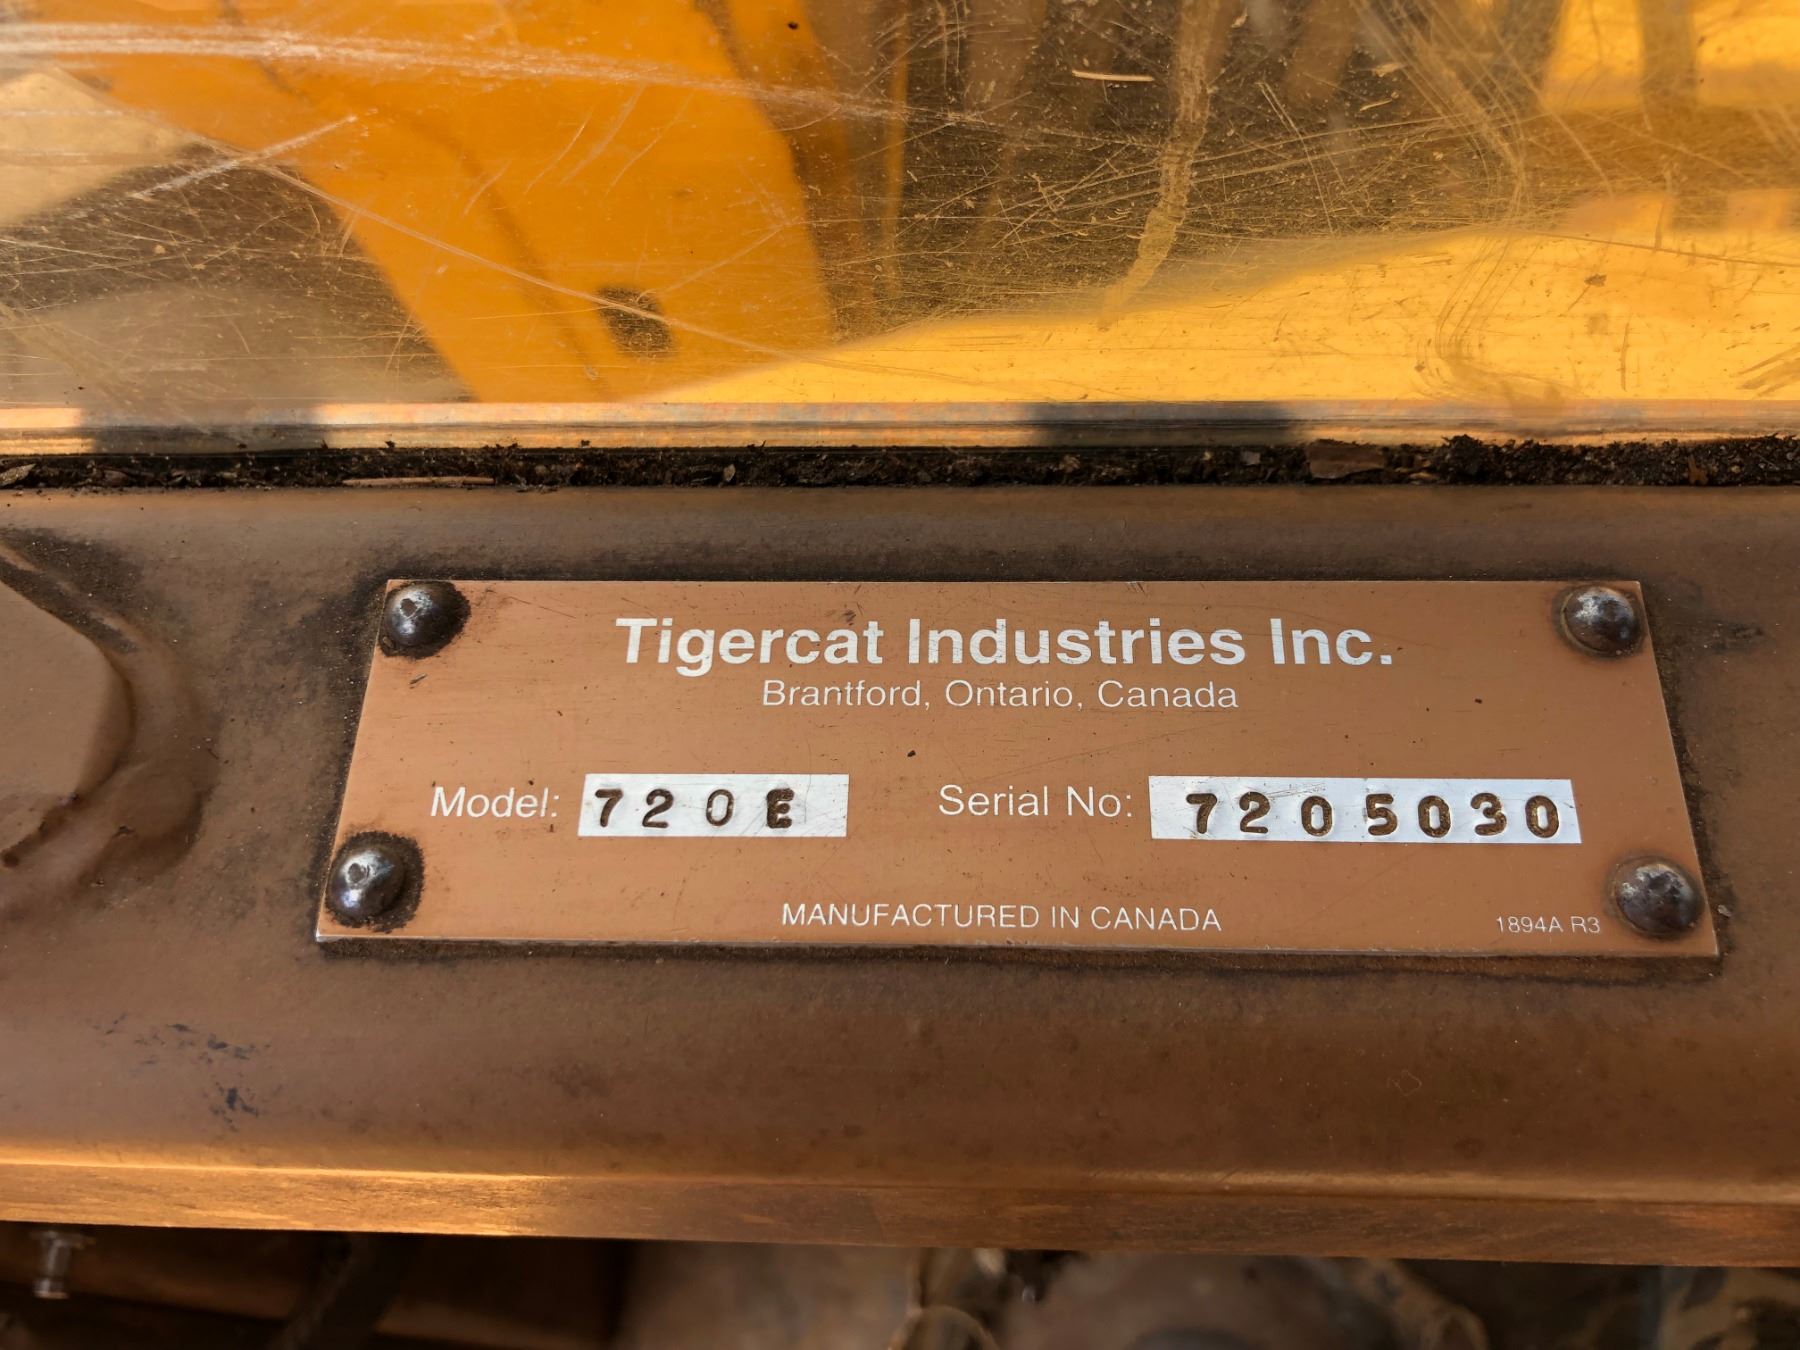 Tigercat Industries Inc.
Brantford, Ontario, Canada
Model: 720E Serial No: 7205030
MANUFACTURED IN CANADA
1894A R3